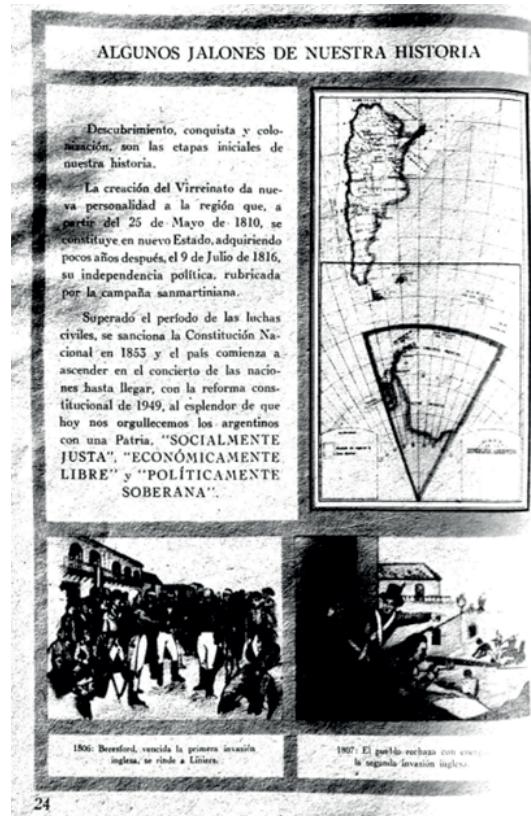 ALGUNOS JALONES DE NUESTRA HISTORIA
Descubrimiento, conquista y colo-
nización, son las etapas iniciales de
nuestra historia.
La creación del Virreinato da nue-
va personalidad a la región que, a
partir del 25 de Mayo de 1810, se
constituye en nuevo Estado, adquiriendo
pocos años después, el 9 de Julio de 1816,
su independencia política, rubricada
por la campaña sanmartiniana.
Superado el período de las luchas
civiles, se sanciona la Constitución Na-
cional en 1853 y el país comienza a
ascender en el concierto de las nacio-
nes hasta llegar, con la reforma cons-
titucional de 1949, al esplendor de que
hoy nos orgullecemos los argentinos
con una Patria, "SOCIALMENTE
JUSTA", "ECONÓMICAMENTE
LIBRE" y "POLÍTICAMENTE
SOBERANA".
REPUBLICA ARGENTINA
1806: Beresford, vencida la primera invasión
inglesa, se rinde a Liniers.
1807: El pueblo rechaza con
la segunda invasión inglesa.
24